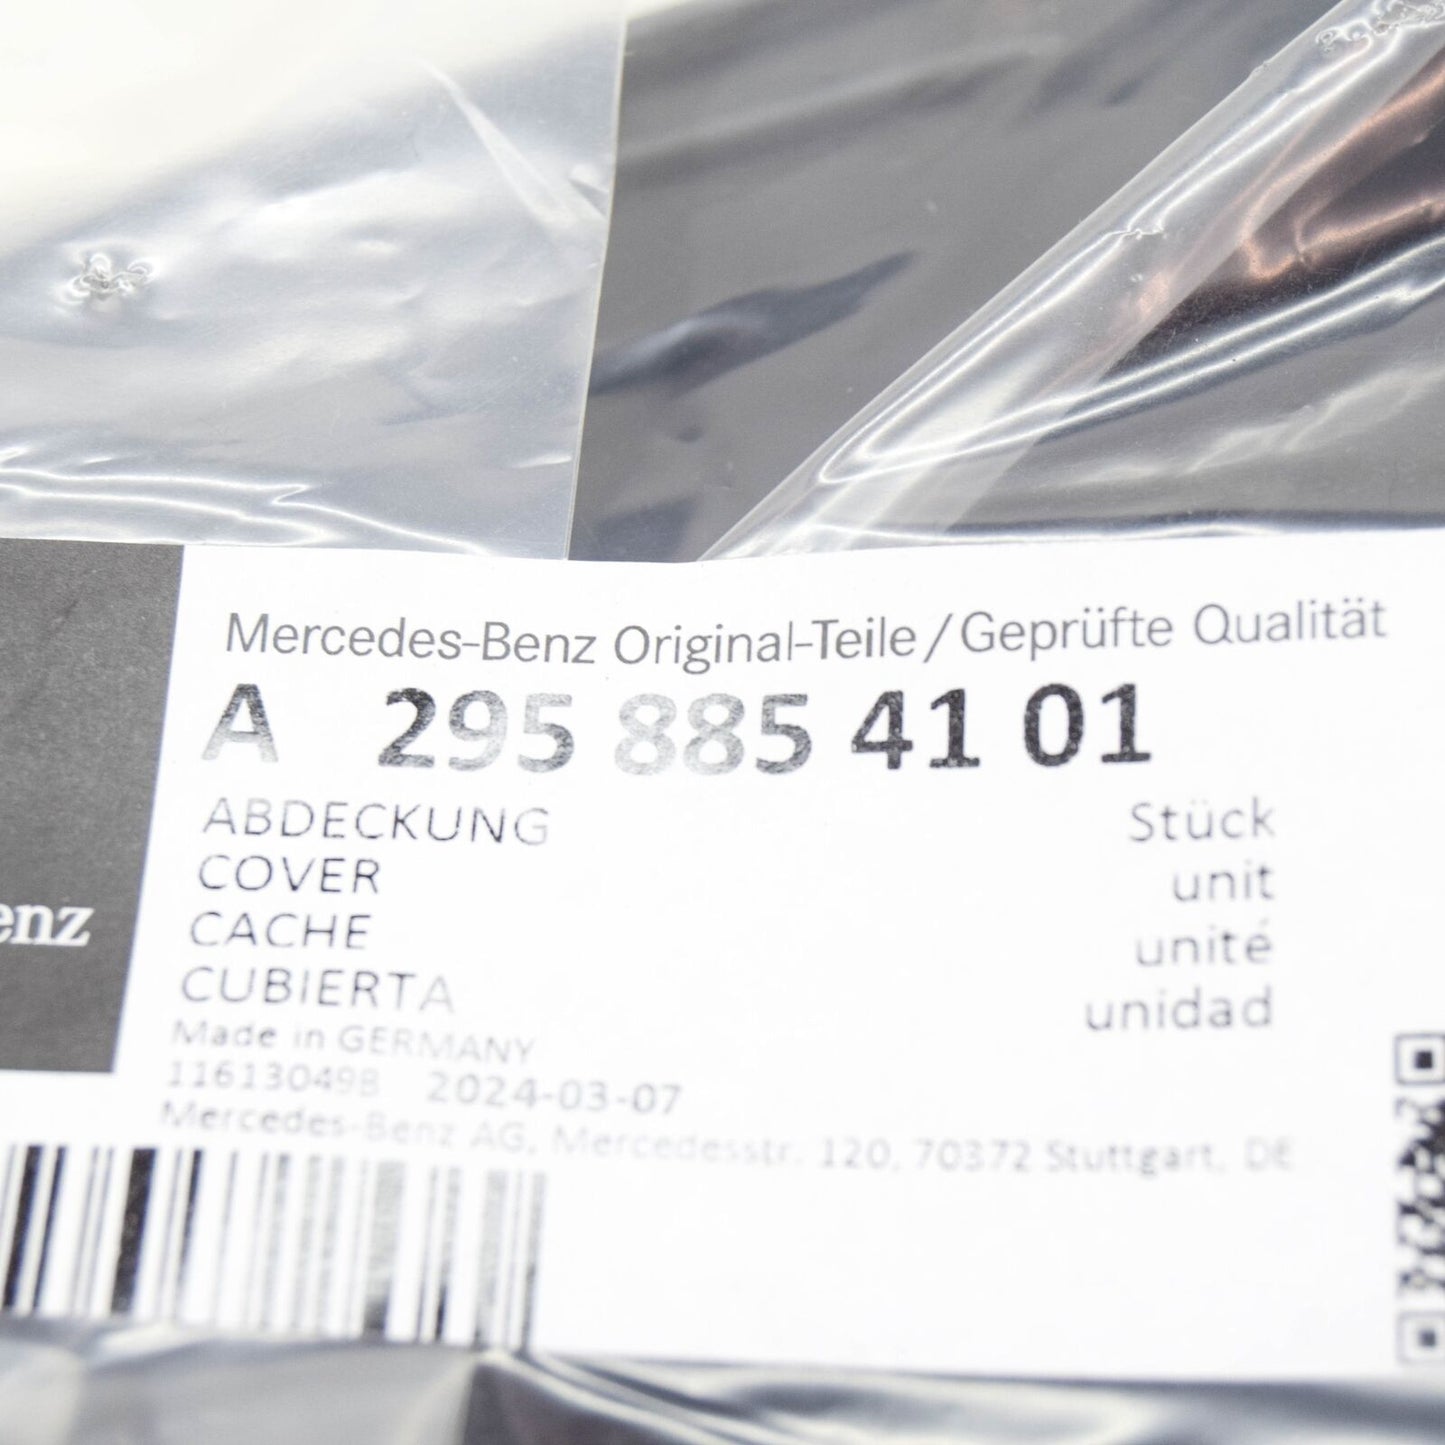 Mercedes-Benz Original-Teile/Geprüfte Qualität
A 295 885 41 01
ABDECKUNG Stück
COVER unit
CACHE unité
CUBIERTA unidad
enz
Made in GERMANY
116130498 2024-03-07
Mercedes-Benz AG, Mercedesstr. 120, 70372 Stuttgart, DE